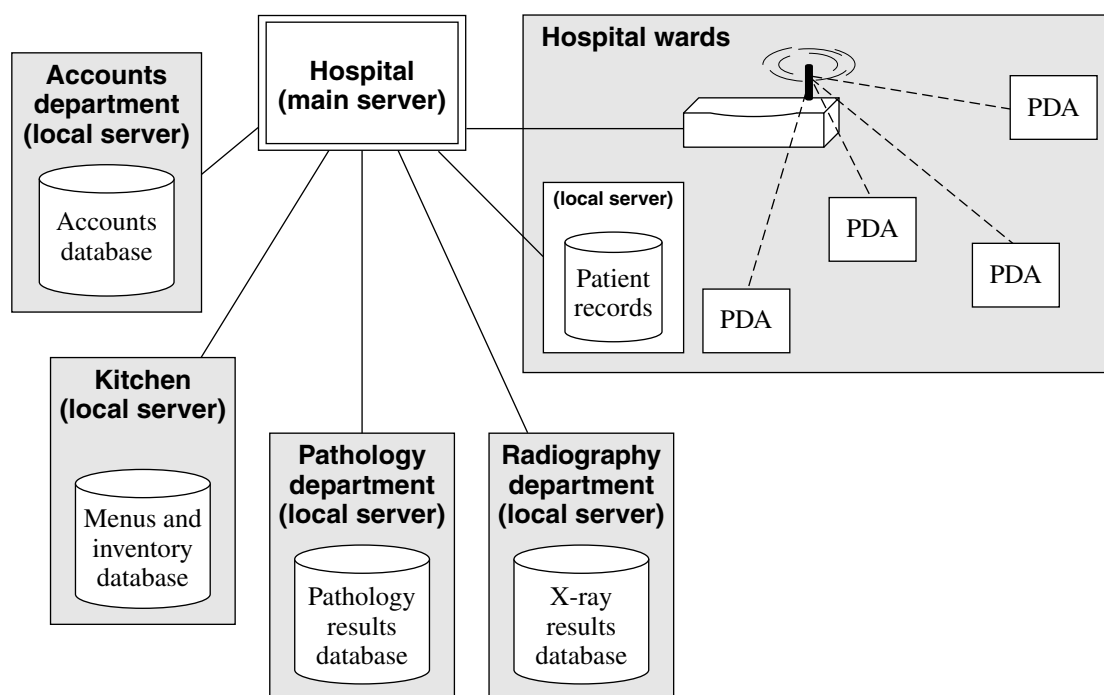 Hospital
(main server)
Hospital wards
Accounts
department
(local server)
Accounts
database
PDA
PDA
PDA
PDA
(local server)
Patient
records
Kitchen
(local server)
Menus and
inventory
database
Pathology
department
(local server)
Pathology
results
database
Radiography
department
(local server)
X-ray
results
database